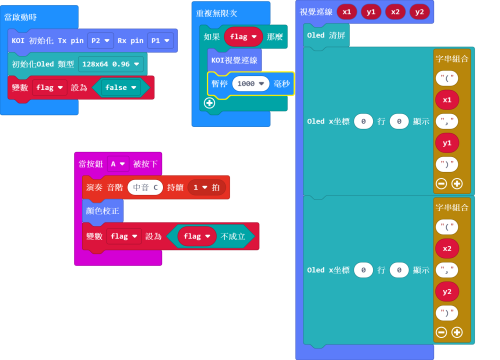 當啟動時
KOI 初始化 Tx pin P2 Rx pin P1
初始化Oled 類型 128x64 0.96
變數 flag 設為 false
重複無限次
如果 flag 那麼
KOI視覺巡線
暫停 1000 毫秒
當按鈕 A 被按下
演奏 音階 中音 C 持續 1 拍
顏色校正
變數 flag 設為 flag 不成立
視覺巡線 x1 y1 x2 y2
Oled 清屏
字串組合
"("
x1
Oled x坐標 0 行 0 顯示 ","
y1
")"
字串組合
"("
x2
Oled x坐標 0 行 0 顯示 ","
y2
")"